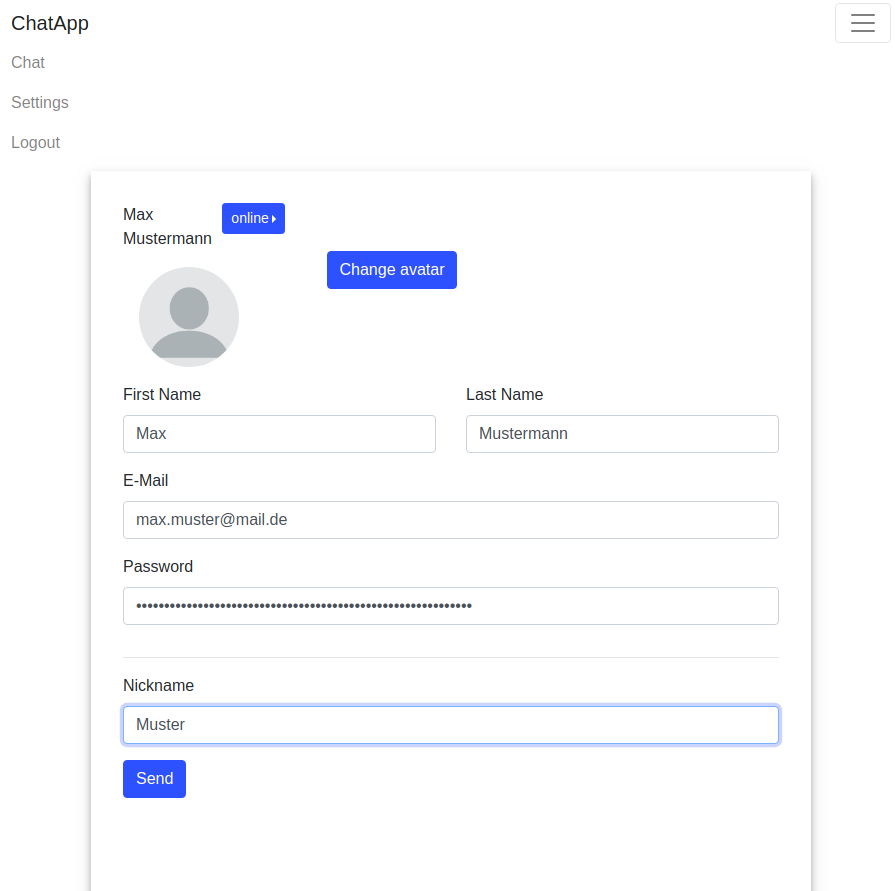 ChatApp
Chat
Settings
Logout
Max
Mustermann
online
Change avatar
First Name
Last Name
Max
Mustermann
E-Mail
max.muster@mail.de
Password
••••••••••••••••••••••••••••••••••••••••••••••••••••••••••••
Nickname
Muster
Send